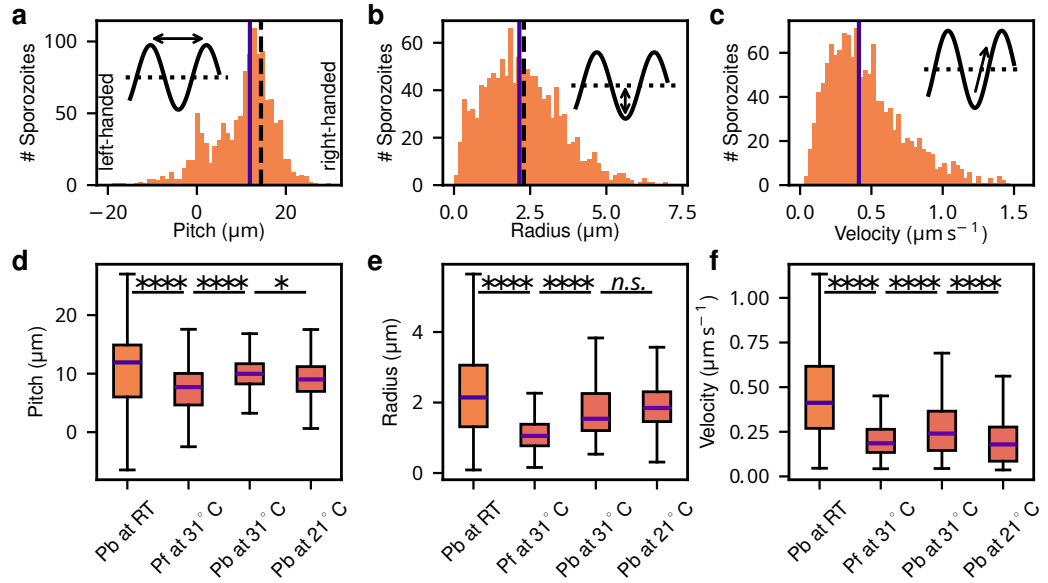 a
b
c
100
50
0
# Sporozoites
left-handed
right-handed
−20
0
20
Pitch (µm)
60
40
20
0
# Sporozoites
0.0
2.5
5.0
7.5
Radius (µm)
60
40
20
0
# Sporozoites
0.0
0.5
1.0
1.5
Velocity (µm s−1)
d
e
f
20
10
0
Pitch (µm)
**** **** *
Pb at RT
Pf at 31° C
Pb at 31° C
Pb at 21° C
4
2
0
Radius (µm)
**** **** n.s.
Pb at RT
Pf at 31° C
Pb at 31° C
Pb at 21° C
1.00
0.50
0.25
0.00
Velocity (µm s−1)
**** **** ****
Pb at RT
Pf at 31° C
Pb at 31° C
Pb at 21° C